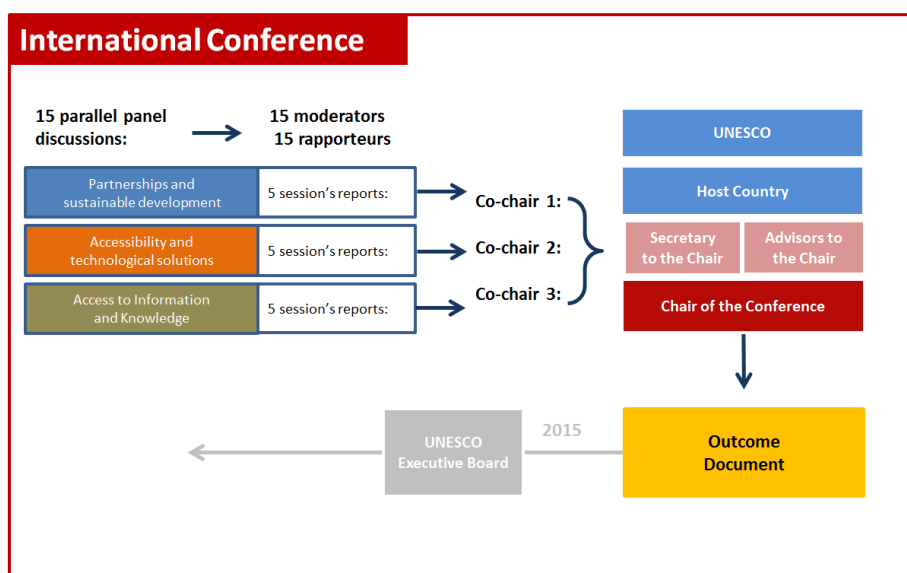 International Conference
15 parallel panel
discussions:
15 moderators
15 rapporteurs
Partnerships and
sustainable development
5 session's reports:
Co-chair 1:
Accessibility and
technological solutions
5 session's reports:
Co-chair 2:
Access to Information
and Knowledge
5 session's reports:
Co-chair 3:
UNESCO
Host Country
Secretary
to the Chair
Advisors to
the Chair
Chair of the Conference
Outcome
Document
2015
UNESCO
Executive Board